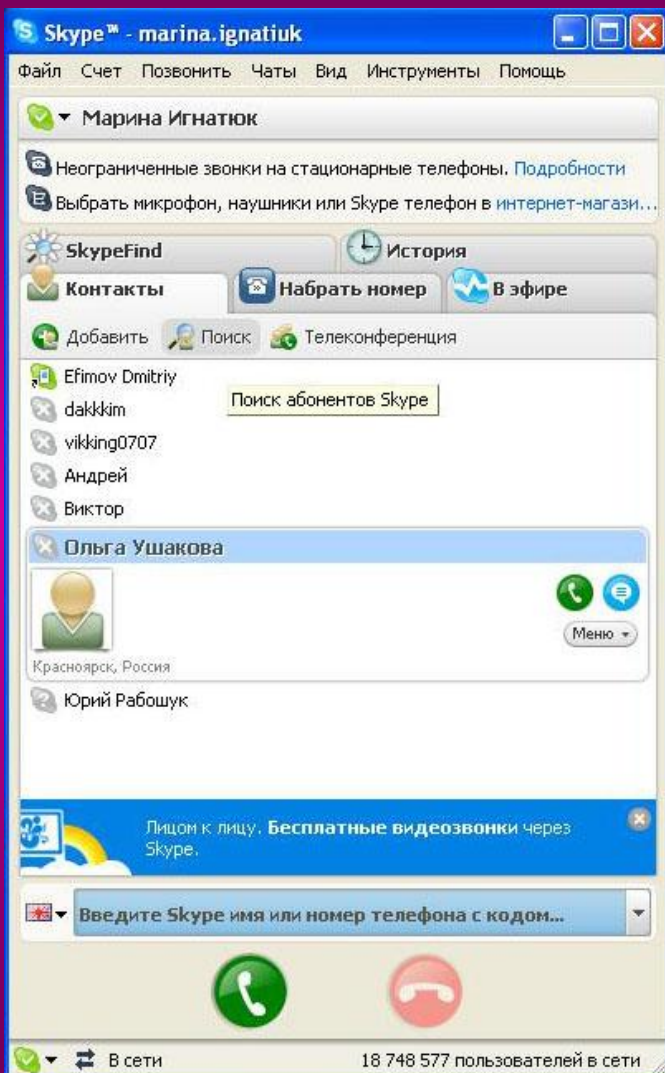 Skype™ - marina.ignatiuk
Файл Счет Позвонить Чаты Вид Инструменты Помощь
Марина Игнатюк
Неограниченные звонки на стационарные телефоны. Подробности
Выбрать микрофон, наушники или Skype телефон в интернет-магази...
SkypeFind История
Контакты Набрать номер В эфире
Добавить Поиск Телеконференция
Efimov Dmitriy
Поиск абонентов Skype
dakkkim
vikking0707
Андрей
Виктор
Ольга Ушакова
Меню
Красноярск, Россия
Юрий Рабошук
Лицом к лицу. Бесплатные видеозвонки через
Skype.
Введите Skype имя или номер телефона с кодом...
В сети 18 748 577 пользователей в сети